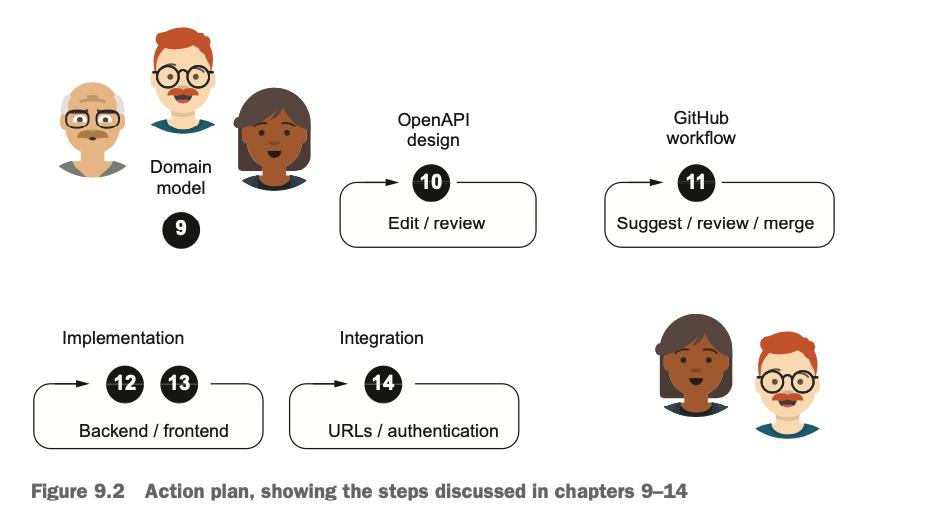 Domain
model
9
OpenAPI
design
10
Edit / review
GitHub
workflow
11
Suggest / review / merge
Implementation
12 13
Backend / frontend
Integration
14
URLs / authentication
Figure 9.2 Action plan, showing the steps discussed in chapters 9–14